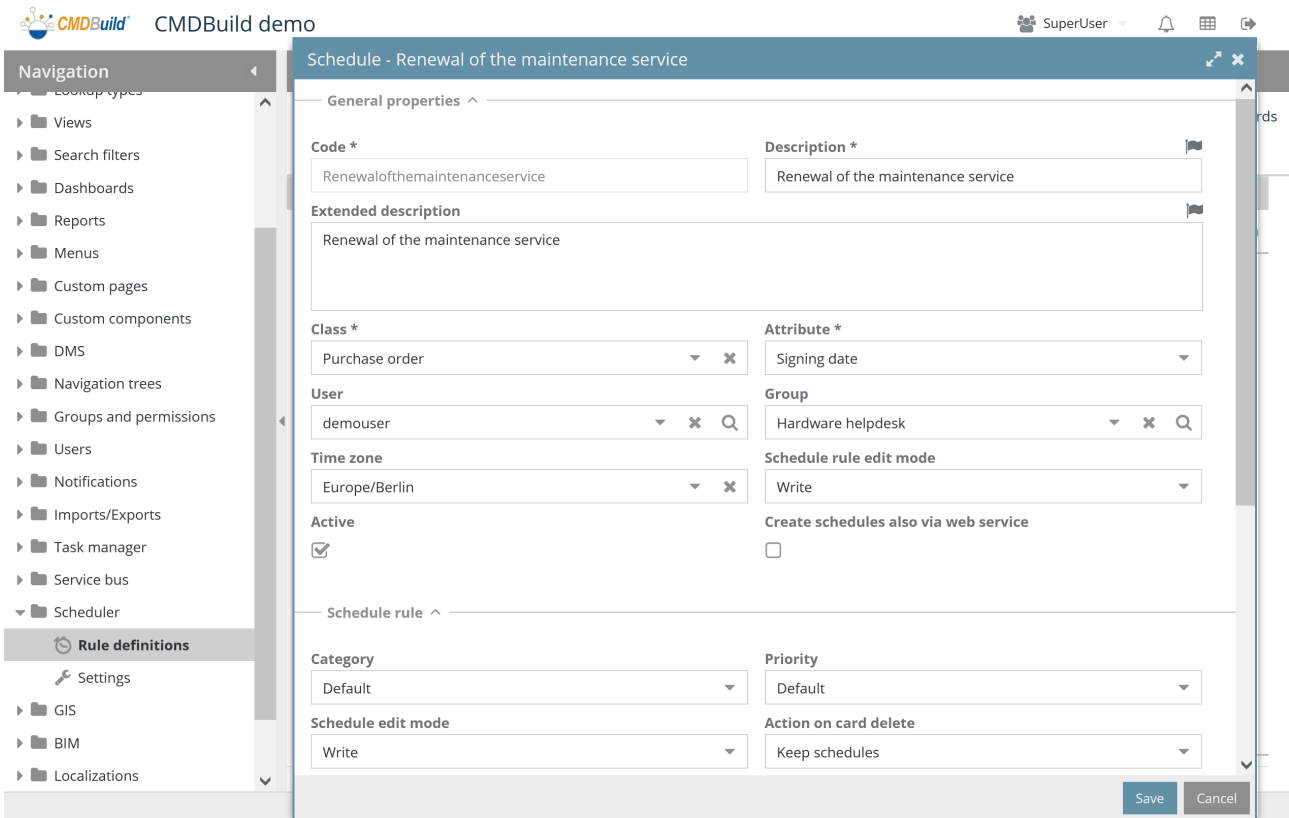 CMDBuild CMDBuild demo SuperUser
Navigation
Schedule - Renewal of the maintenance service
Lookup types
Views
Search filters
Dashboards
Reports
Menus
Custom pages
Custom components
DMS
Navigation trees
Groups and permissions
Users
Notifications
Imports/Exports
Task manager
Service bus
Scheduler
Rule definitions
Settings
GIS
BIM
Localizations
General properties
Code * Description *
Renewalofthemaintenanceservice Renewal of the maintenance service
Extended description
Renewal of the maintenance service
Class * Attribute *
Purchase order Signing date
User Group
demouser Hardware helpdesk
Time zone Schedule rule edit mode
Europe/Berlin Write
Active Create schedules also via web service
Schedule rule
Category Priority
Default Default
Schedule edit mode Action on card delete
Write Keep schedules
Save Cancel